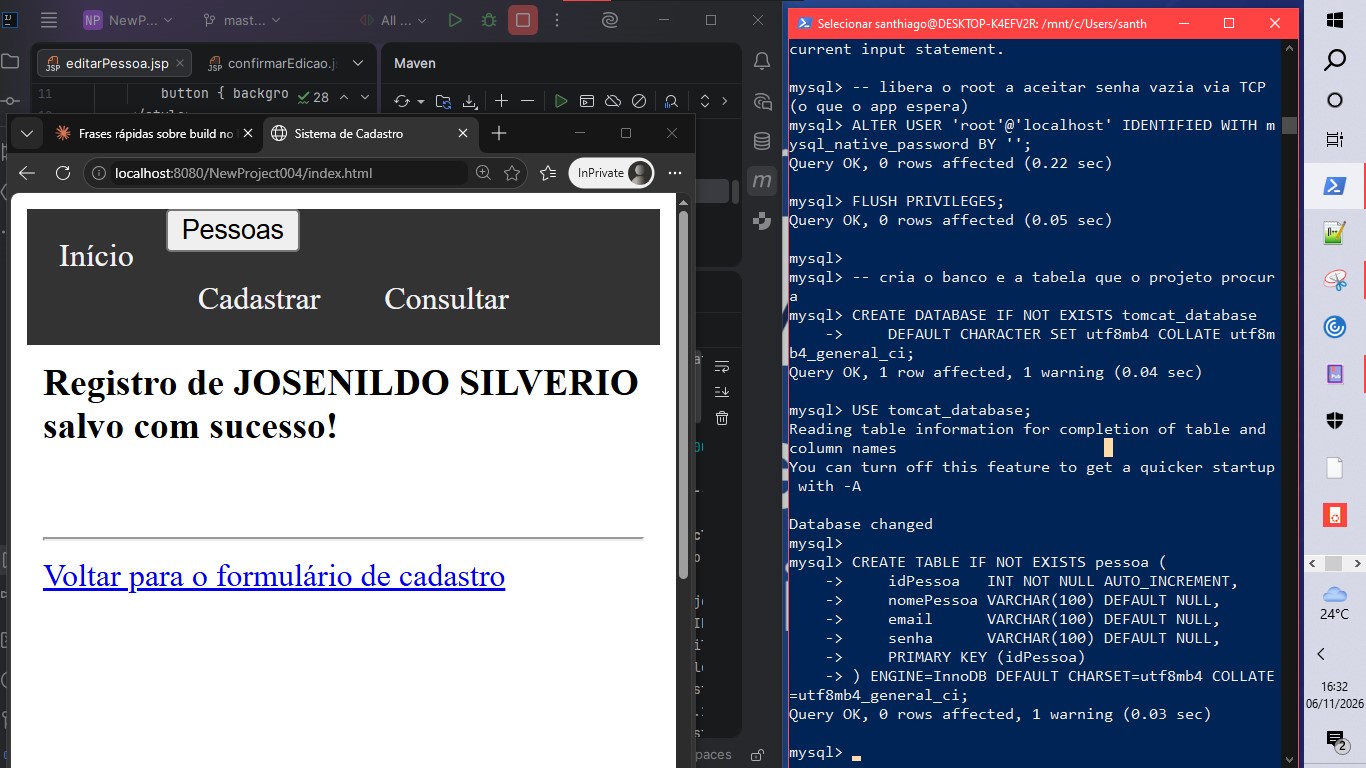 NP NewP...
mast...
All ...
editarPessoa.jsp
confirmarEdicao.j
Maven
11 button { backgro 28
Frases rápidas sobre build no
Sistema de Cadastro
localhost:8080/NewProject004/index.html
InPrivate
Início
Pessoas
Cadastrar
Consultar
Registro de JOSENILDO SILVERIO
salvo com sucesso!
Voltar para o formulário de cadastro
paces
Selecionar santhiago@DESKTOP-K4EFV2R: /mnt/c/Users/santh
current input statement.
mysql> -- libera o root a aceitar senha vazia via TCP
(o que o app espera)
mysql> ALTER USER 'root'@'localhost' IDENTIFIED WITH m
ysql_native_password BY '';
Query OK, 0 rows affected (0.22 sec)
mysql> FLUSH PRIVILEGES;
Query OK, 0 rows affected (0.05 sec)
mysql>
mysql> -- cria o banco e a tabela que o projeto procur
a
mysql> CREATE DATABASE IF NOT EXISTS tomcat_database
-> DEFAULT CHARACTER SET utf8mb4 COLLATE utf8m
b4_general_ci;
Query OK, 1 row affected, 1 warning (0.04 sec)
mysql> USE tomcat_database;
Reading table information for completion of table and
column names
You can turn off this feature to get a quicker startup
with -A
Database changed
mysql>
mysql> CREATE TABLE IF NOT EXISTS pessoa (
-> idPessoa INT NOT NULL AUTO_INCREMENT,
-> nomePessoa VARCHAR(100) DEFAULT NULL,
-> email VARCHAR(100) DEFAULT NULL,
-> senha VARCHAR(100) DEFAULT NULL,
-> PRIMARY KEY (idPessoa)
-> ) ENGINE=InnoDB DEFAULT CHARSET=utf8mb4 COLLATE
=utf8mb4_general_ci;
Query OK, 0 rows affected, 1 warning (0.03 sec)
mysql>
24°C
16:32
06/11/2026
2